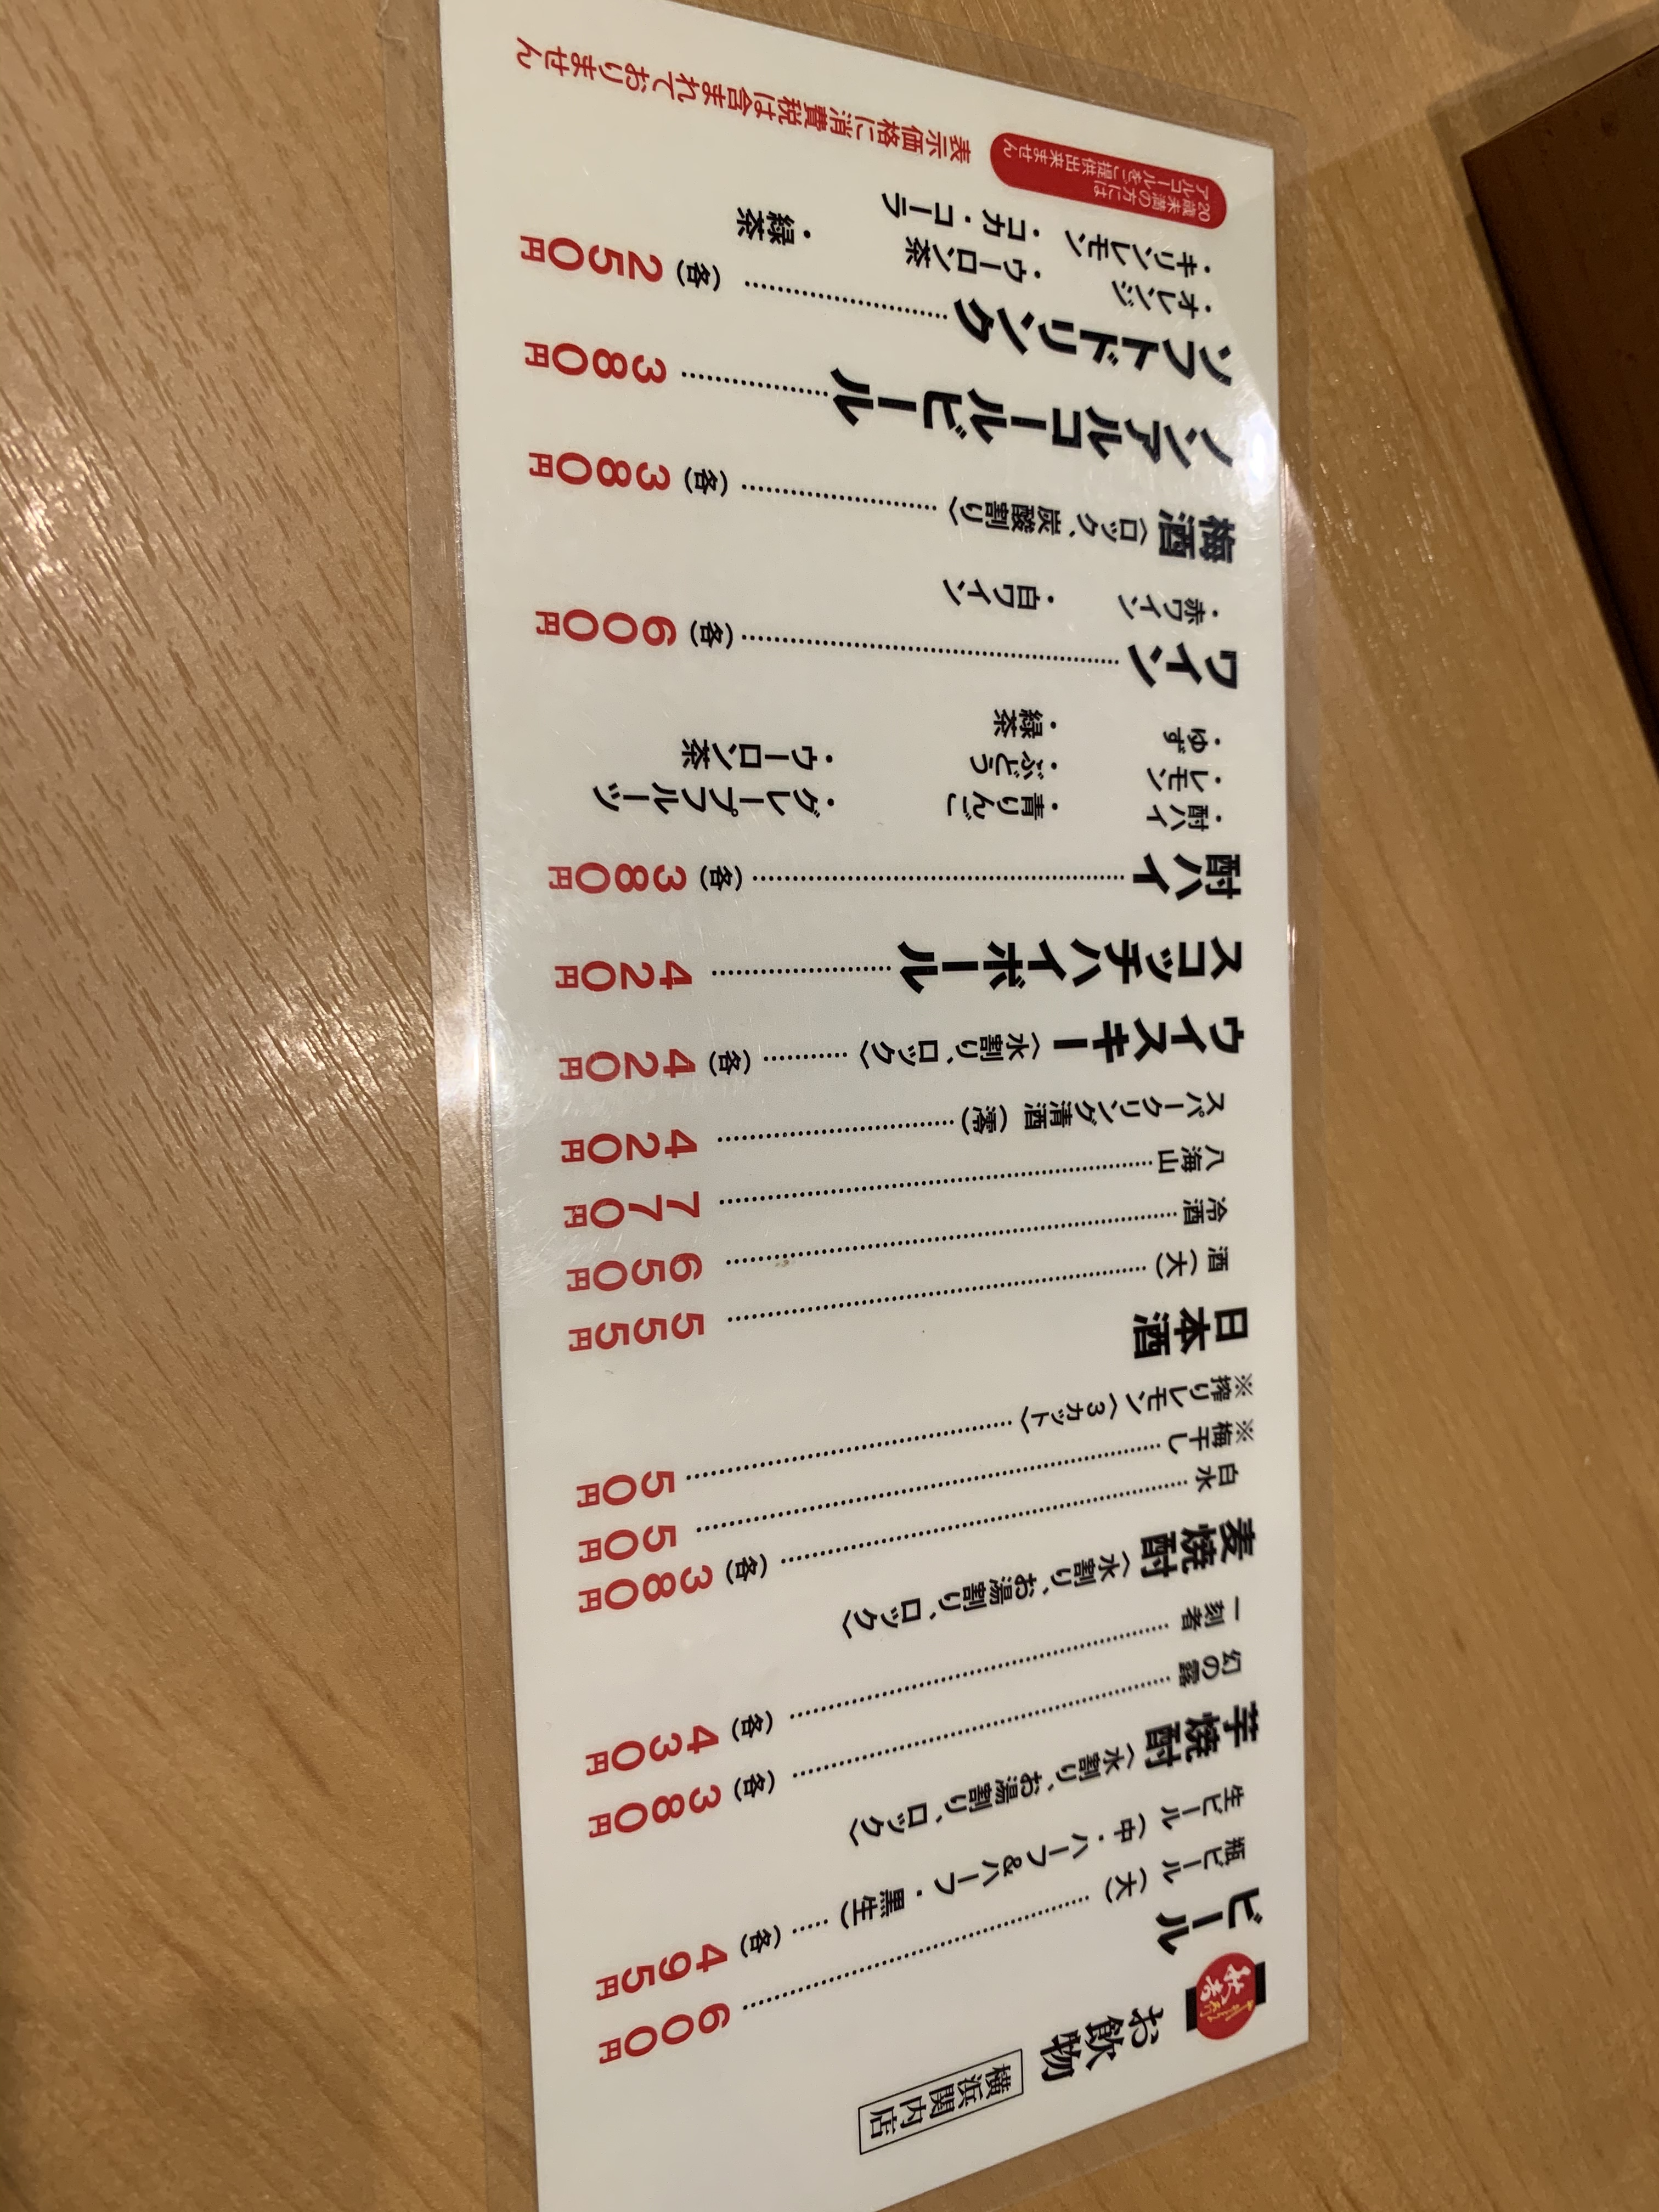 お飲物
横浜関内店
ビール
瓶ビール(大) 600円
生ビール(中・ハーフ&ハーフ・黒生) (各) 495円
芋焼酎〈水割り、お湯割り、ロック〉
幻の露 (各) 380円
一刻者 (各) 430円
麦焼酎〈水割り、お湯割り、ロック〉
白水 (各) 380円
※梅干し 50円
※搾りレモン〈3カット〉 50円
日本酒
酒(大) 555円
冷酒 650円
八海山 770円
スパークリング清酒(澪) 420円
ウイスキー〈水割り、ロック〉 (各) 420円
スコッチハイボール 420円
酎ハイ (各) 380円
・酎ハイ ・青りんご ・グレープフルーツ
・レモン ・ぶどう ・ウーロン茶
・ゆず ・緑茶
ワイン (各) 600円
・赤ワイン ・白ワイン
梅酒〈ロック、炭酸割り〉 (各) 380円
ノンアルコールビール 380円
ソフトドリンク (各) 250円
・オレンジ ・ウーロン茶 ・緑茶
・キリンレモン ・コカ・コーラ
20歳未満の方には
アルコールをご提供出来ません
表示価格に消費税は含まれておりません